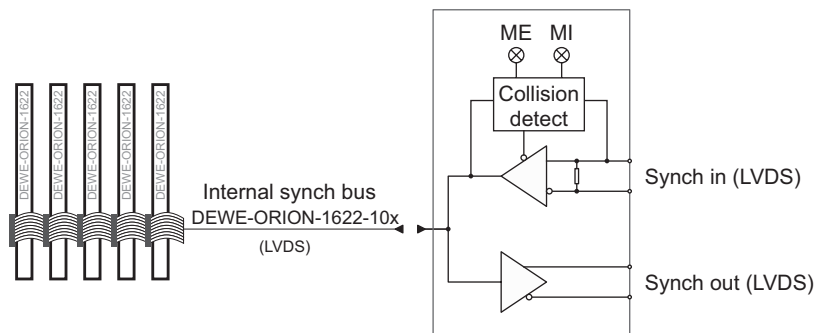 ME MI
Collision
detect
DEWE-ORION-1622
DEWE-ORION-1622
DEWE-ORION-1622
DEWE-ORION-1622
DEWE-ORION-1622
Internal synch bus
DEWE-ORION-1622-10x
(LVDS)
Synch in (LVDS)
Synch out (LVDS)